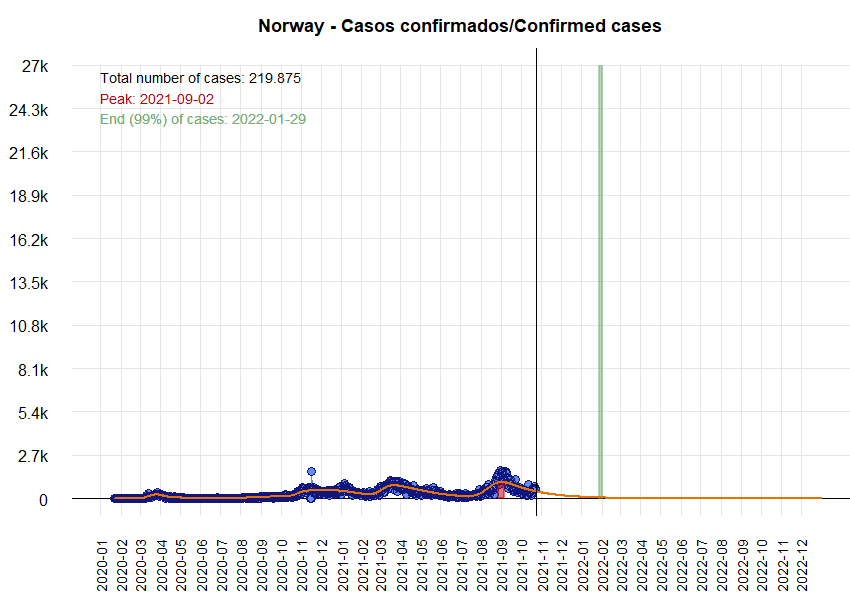 Norway - Casos confirmados/Confirmed cases
27k
24.3k
21.6k
18.9k
16.2k
13.5k
10.8k
8.1k
5.4k
2.7k
0
Total number of cases: 219.875
Peak: 2021-09-02
End (99%) of cases: 2022-01-29
2020-01
2020-02
2020-03
2020-04
2020-05
2020-06
2020-07
2020-08
2020-09
2020-10
2020-11
2020-12
2021-01
2021-02
2021-03
2021-04
2021-05
2021-06
2021-07
2021-08
2021-09
2021-10
2021-11
2021-12
2022-01
2022-02
2022-03
2022-04
2022-05
2022-06
2022-07
2022-08
2022-09
2022-10
2022-11
2022-12